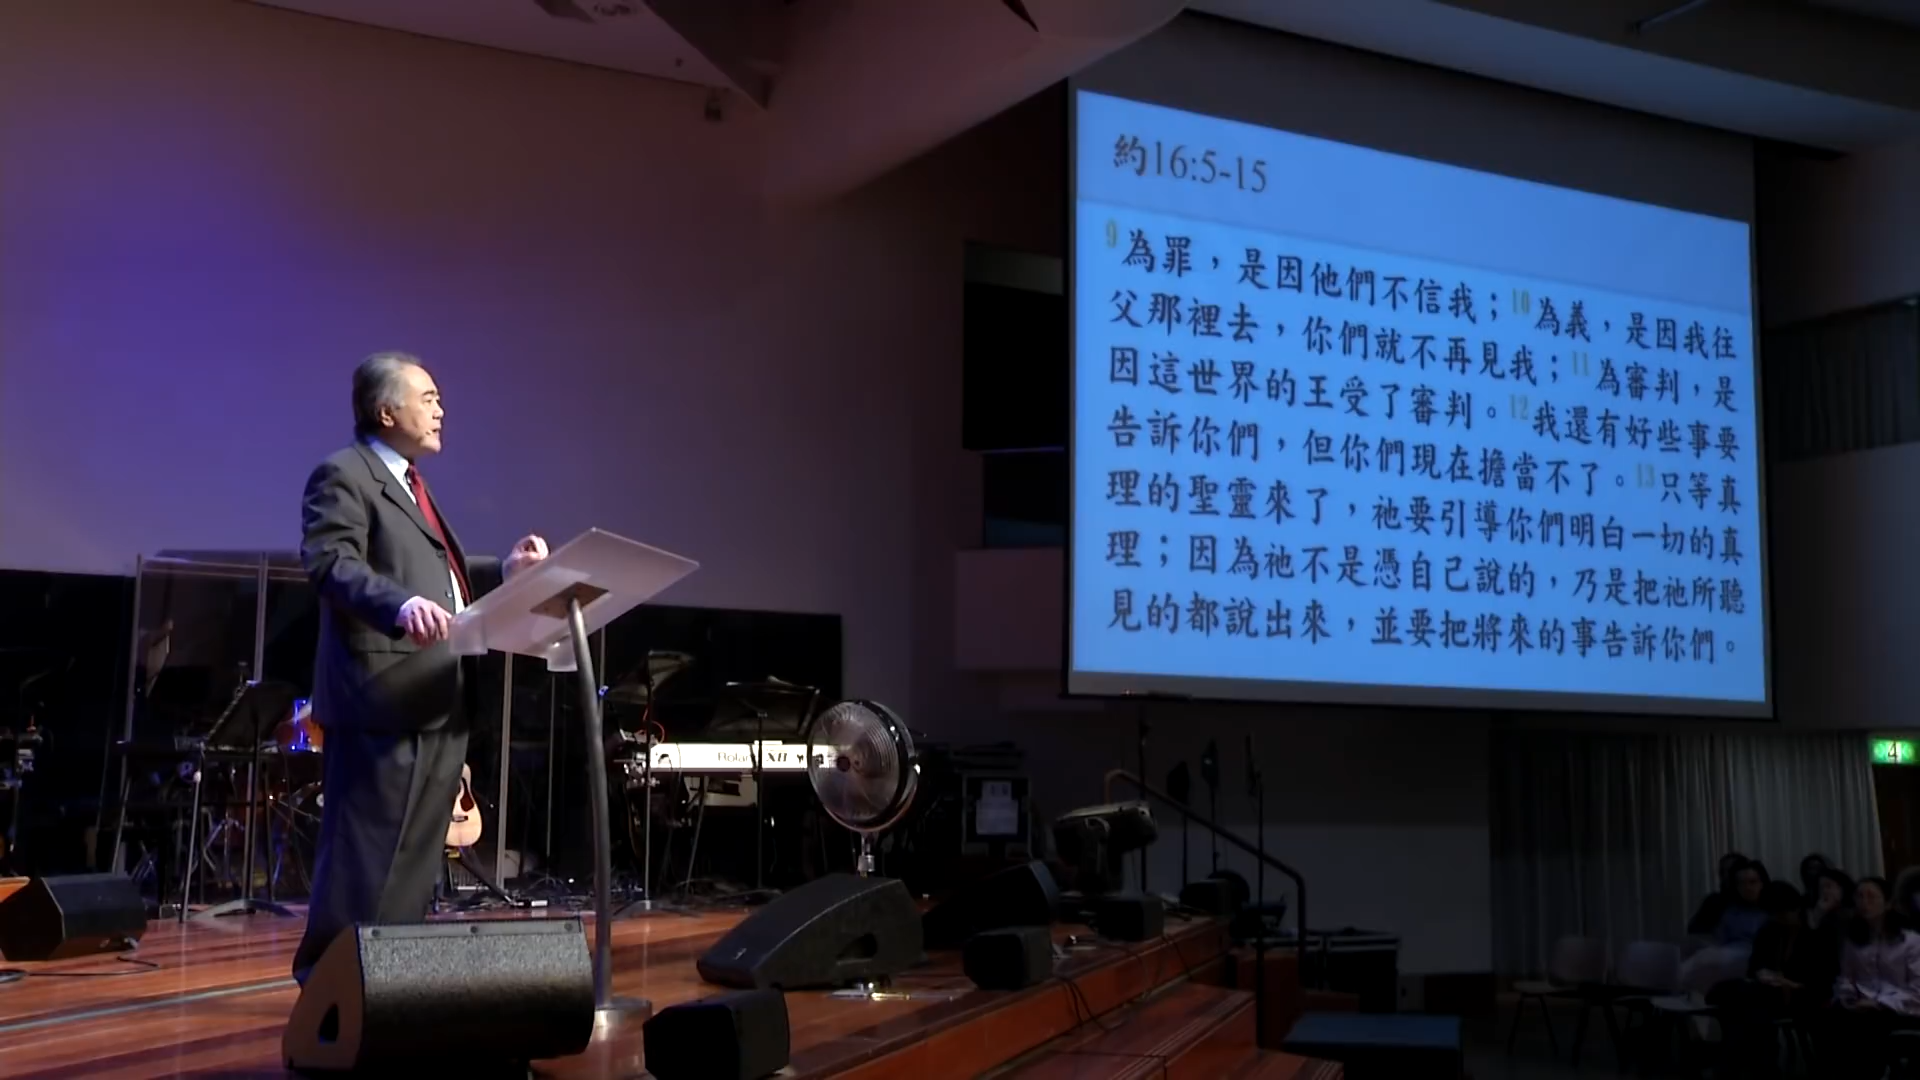 約16:5-15
9為罪，是因他們不信我；10為義，是因我往
父那裡去，你們就不再見我；11為審判，是
因這世界的王受了審判。12我還有好些事要
告訴你們，但你們現在擔當不了。13只等真
理的聖靈來了，祂要引導你們明白一切的真
理；因為祂不是憑自己說的，乃是把祂所聽
見的都說出來，並要把將來的事告訴你們。
Roland
4